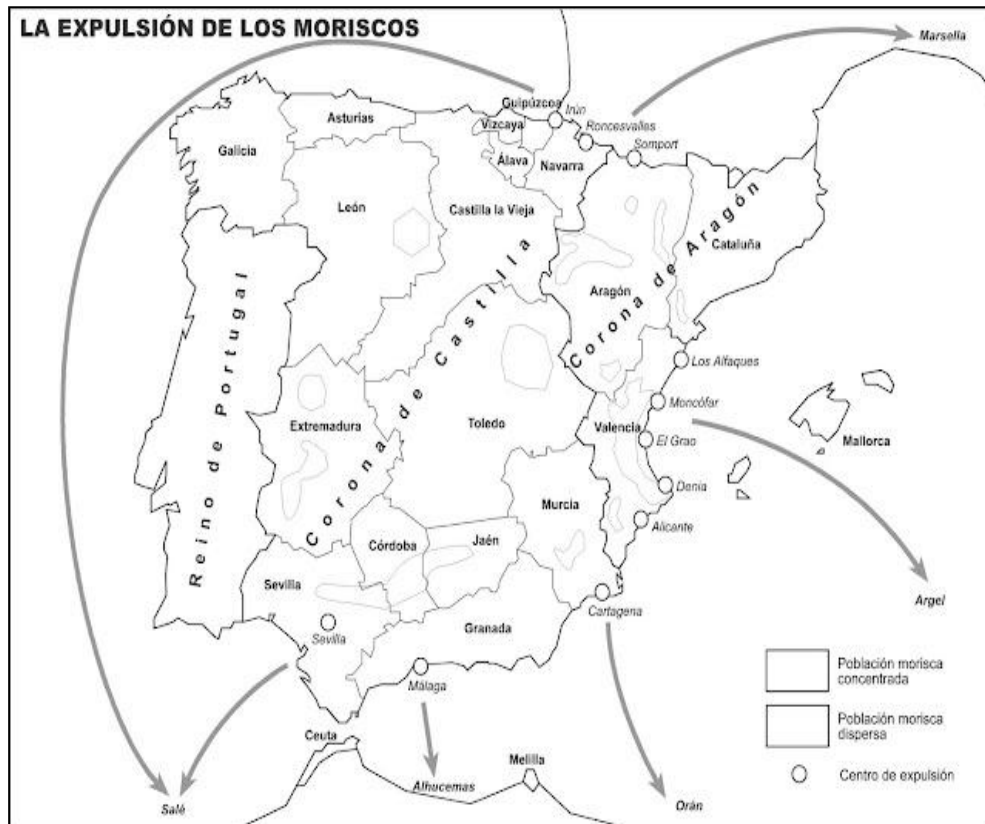 LA EXPULSIÓN DE LOS MORISCOS
Marsella
Guipúzcoa
Irún
Asturias
Vizcaya
Roncesvalles
Galicia
Álava
Navarra
Somport
León
Castilla la Vieja
Cataluña
Aragón
Corona de Aragón
Corona de Castilla
Reino de Portugal
Los Alfaques
Moncófar
Extremadura
Toledo
Valencia
El Grao
Mallorca
Denia
Murcia
Alicante
Córdoba
Jaén
Sevilla
Argel
Cartagena
Granada
Sevilla
Málaga
Población morisca
concentrada
Población morisca
dispersa
Ceuta
Melilla
Centro de expulsión
Alhucemas
Salé
Orán